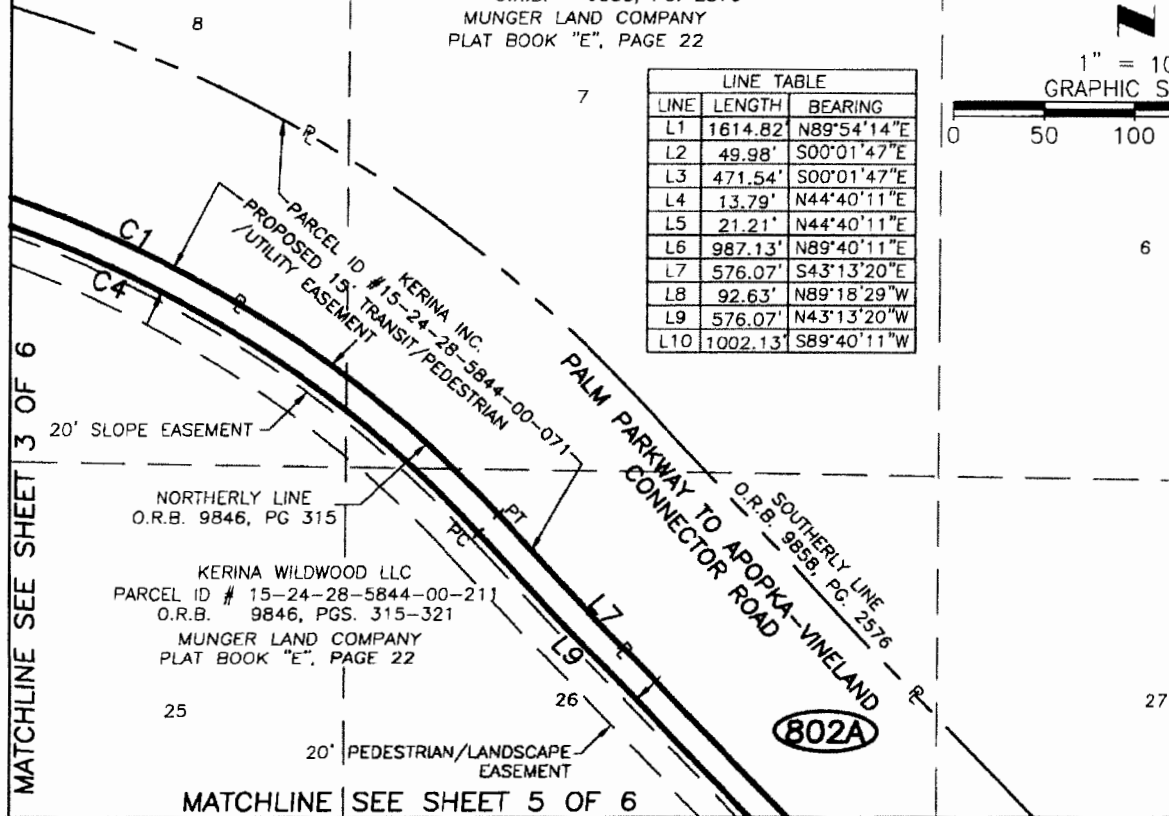 8
MUNGER LAND COMPANY
PLAT BOOK "E", PAGE 22
7
1" = 10
GRAPHIC S
0 50 100
LINE TABLE
LINE LENGTH BEARING
L1 1614.82' N89°54'14"E
L2 49.98' S00°01'47"E
L3 471.54' S00°01'47"E
L4 13.79' N44°40'11"E
L5 21.21' N44°40'11"E
L6 987.13' N89°40'11"E
L7 576.07' S43°13'20"E
L8 92.63' N89°18'29"W
L9 576.07' N43°13'20"W
L10 1002.13' S89°40'11"W
6
C1
C4
KERINA INC.
PARCEL ID #15-24-28-5844-00-071
PROPOSED 15' TRANSIT/PEDESTRIAN
/UTILITY EASEMENT
20' SLOPE EASEMENT
MATCHLINE SEE SHEET 3 OF 6
NORTHERLY LINE
O.R.B. 9846, PG 315
PT
PC
KERINA WILDWOOD LLC
PARCEL ID # 15-24-28-5844-00-211
O.R.B. 9846, PGS. 315-321
MUNGER LAND COMPANY
PLAT BOOK "E", PAGE 22
PALM PARKWAY TO APOPKA-VINELAND
CONNECTOR ROAD
SOUTHERLY LINE
O.R.B. 9858, PG. 2576
L7
L9
25
26
27
802A
20' PEDESTRIAN/LANDSCAPE
EASEMENT
MATCHLINE SEE SHEET 5 OF 6